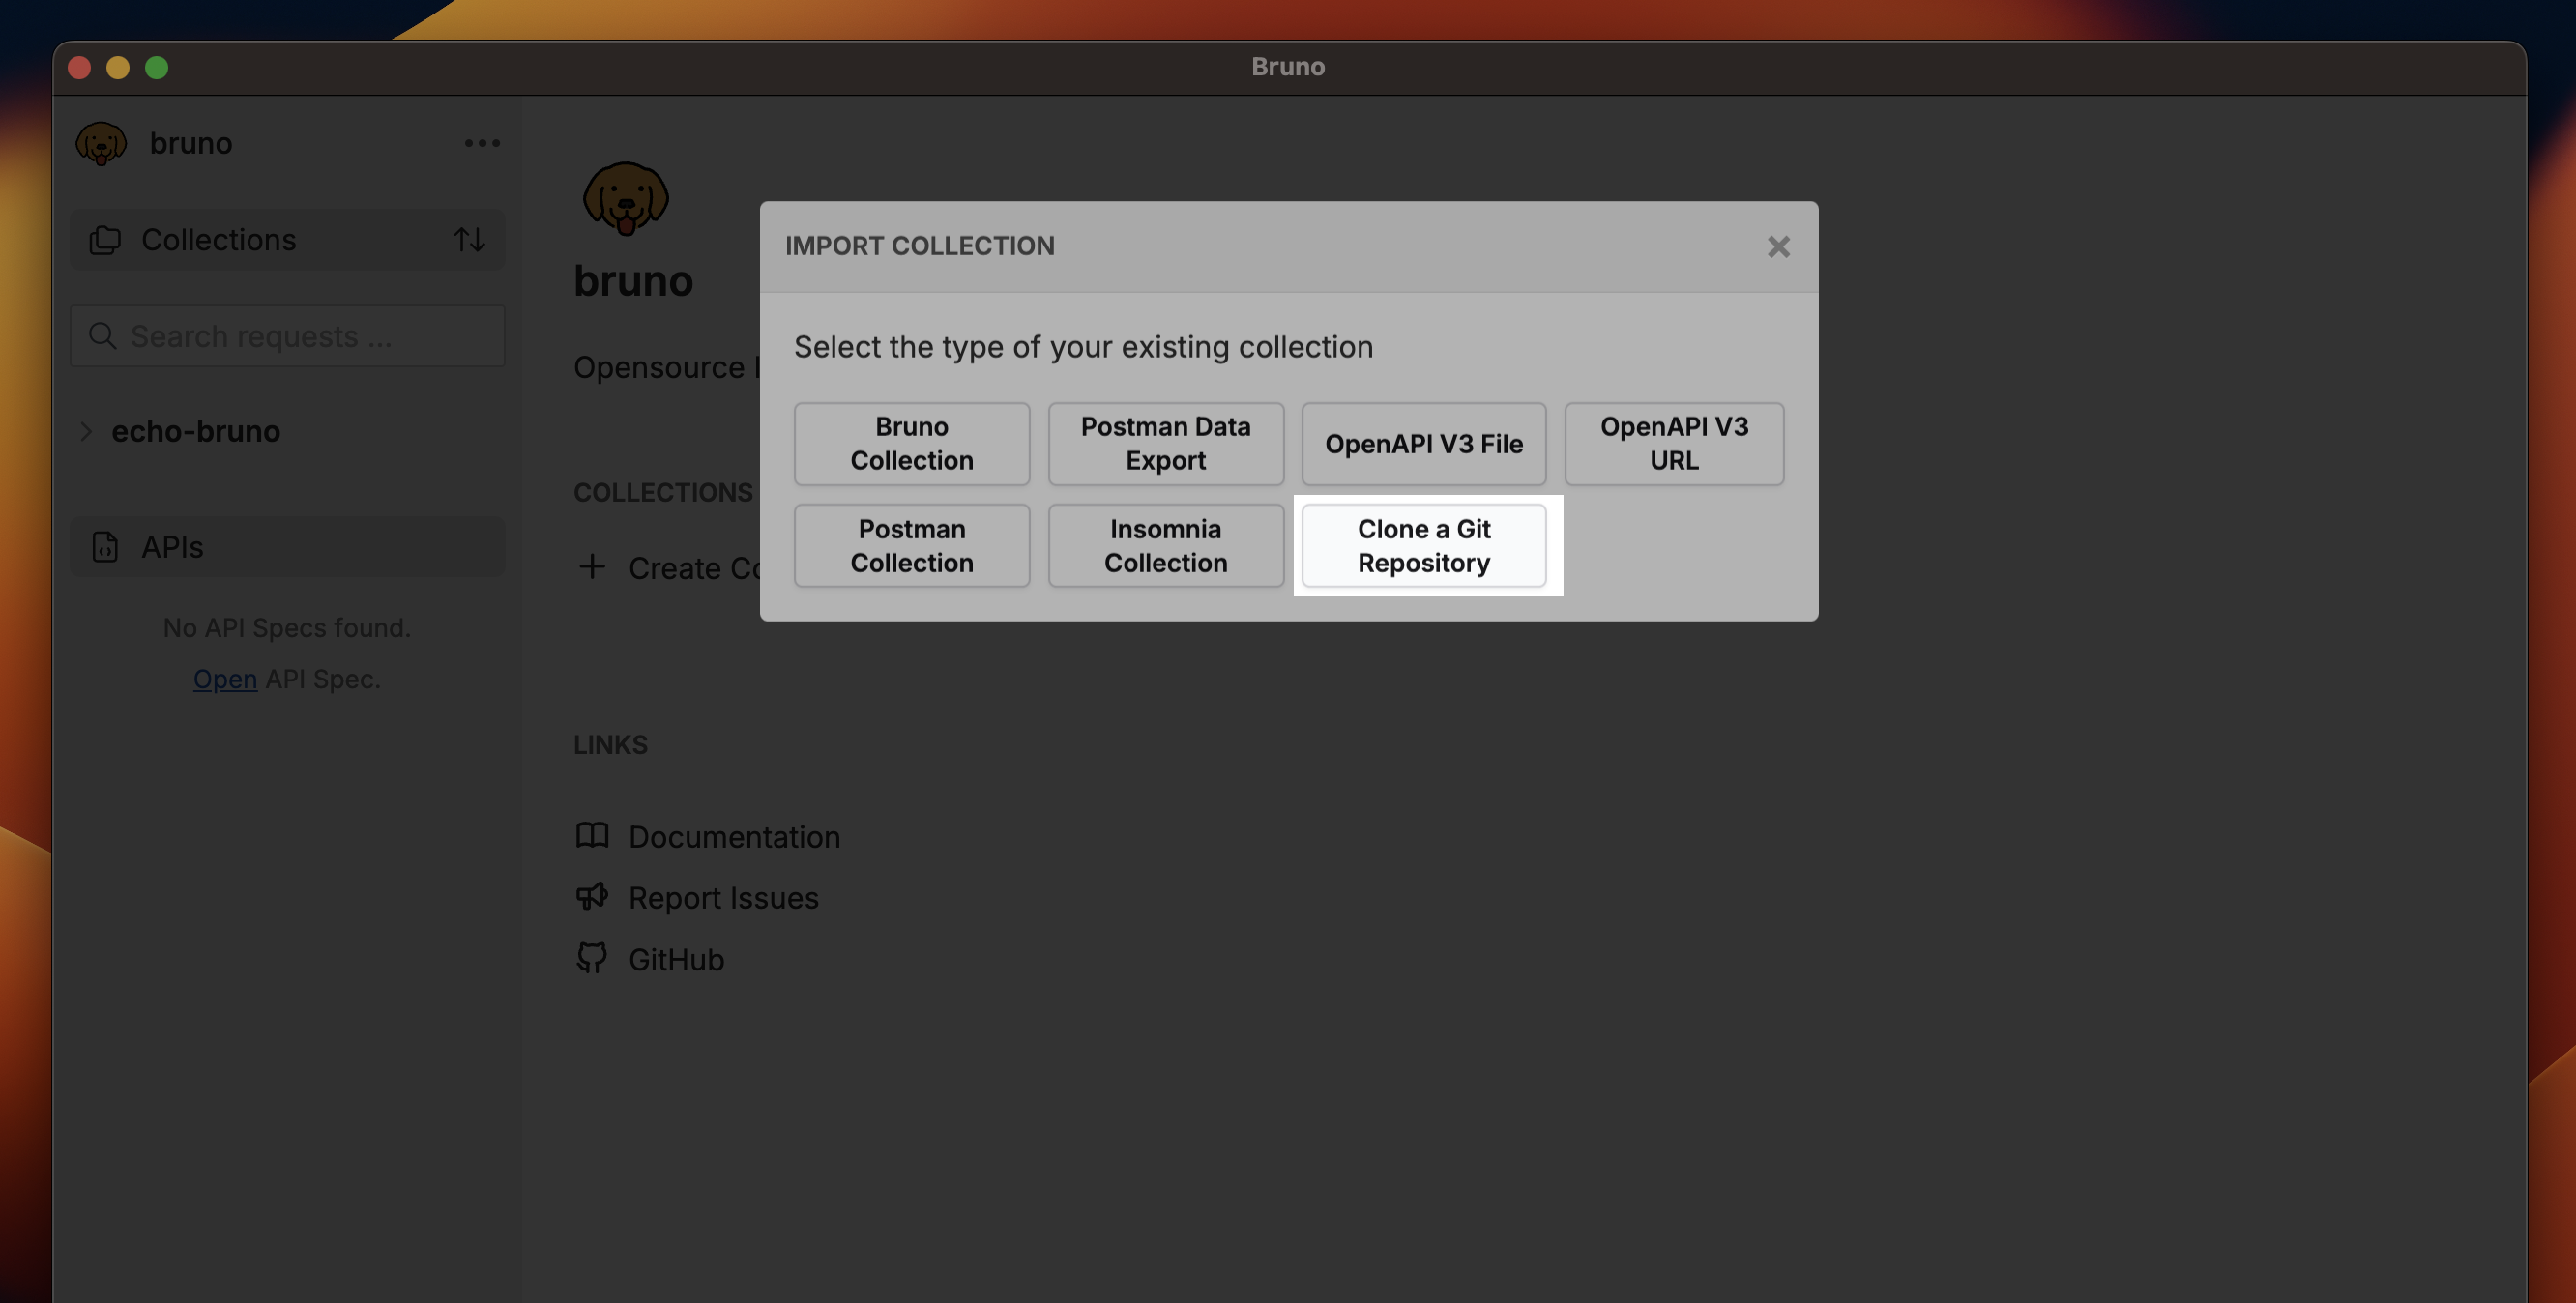 Bruno
bruno
Collections
Search requests ...
echo-bruno
APIs
No API Specs found.
Open API Spec.
bruno
Opensource
COLLECTIONS
Create
LINKS
Documentation
Report Issues
GitHub
IMPORT COLLECTION
Select the type of your existing collection
Bruno
Collection
Postman Data
Export
OpenAPI V3 File
OpenAPI V3
URL
Postman
Collection
Insomnia
Collection
Clone a Git
Repository